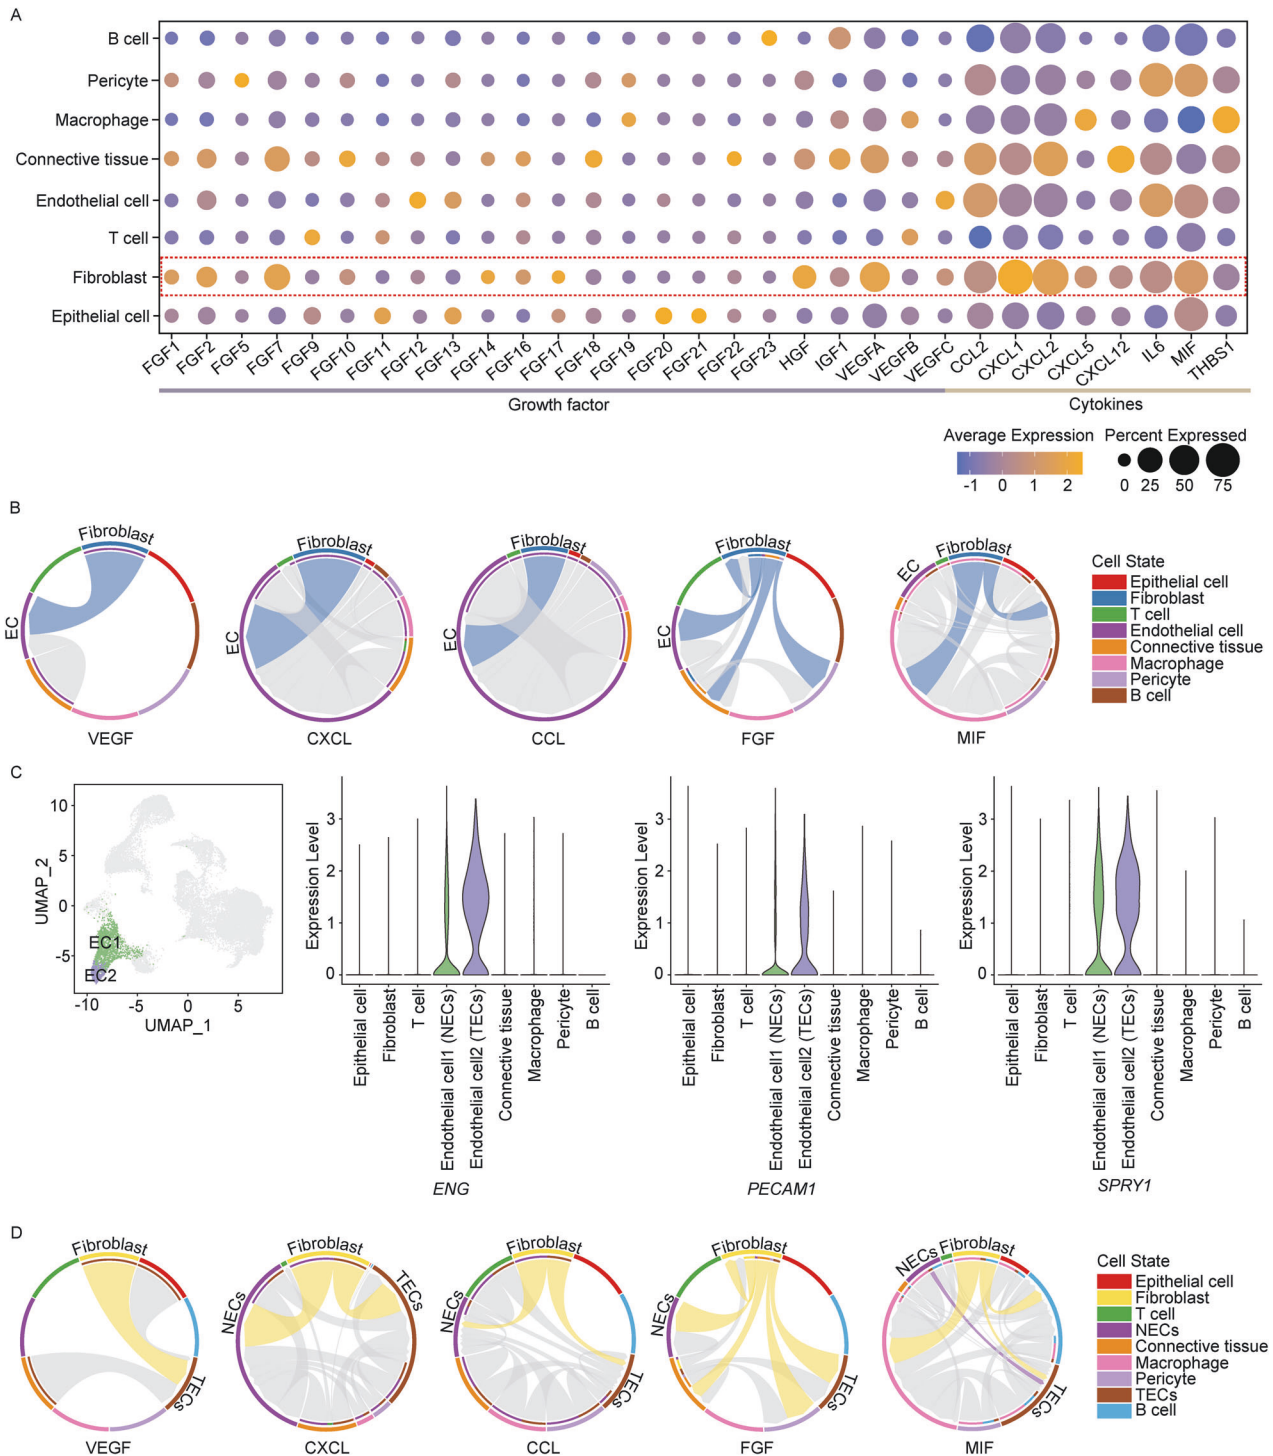 A
B cell
Pericyte
Macrophage
Connective tissue
Endothelial cell
T cell
Fibroblast
Epithelial cell
FGF1 FGF2 FGF5 FGF7 FGF9 FGF10 FGF11 FGF12 FGF13 FGF14 FGF16 FGF17 FGF18 FGF19 FGF20 FGF21 FGF22 FGF23 HGF IGF1 VEGFA VEGFB VEGFC CCL2 CXCL1 CXCL2 CXCL5 CXCL12 IL6 MIF THBS1
Growth factor Cytokines
Average Expression Percent Expressed
-1 0 1 2 0 25 50 75
B
Fibroblast
EC
VEGF
Fibroblast
EC
CXCL
Fibroblast
EC
CCL
Fibroblast
EC
FGF
Fibroblast
EC
MIF
Cell State
Epithelial cell
Fibroblast
T cell
Endothelial cell
Connective tissue
Macrophage
Pericyte
B cell
C
UMAP_2
10
5
0
-5
EC1
EC2
-10 -5 0 5
UMAP_1
Expression Level
3
2
1
0
Epithelial cell
Fibroblast
T cell
Endothelial cell1 (NECs)
Endothelial cell2 (TECs)
Connective tissue
Macrophage
Pericyte
B cell
ENG
Expression Level
3
2
1
0
Epithelial cell
Fibroblast
T cell
Endothelial cell1 (NECs)
Endothelial cell2 (TECs)
Connective tissue
Macrophage
Pericyte
B cell
PECAM1
Expression Level
3
2
1
0
Epithelial cell
Fibroblast
T cell
Endothelial cell1 (NECs)
Endothelial cell2 (TECs)
Connective tissue
Macrophage
Pericyte
B cell
SPRY1
D
Fibroblast
TECs
VEGF
Fibroblast
NECs
TECs
CXCL
Fibroblast
NECs
TECs
CCL
Fibroblast
NECs
TECs
FGF
NECs
Fibroblast
TECs
MIF
Cell State
Epithelial cell
Fibroblast
T cell
NECs
Connective tissue
Macrophage
Pericyte
TECs
B cell